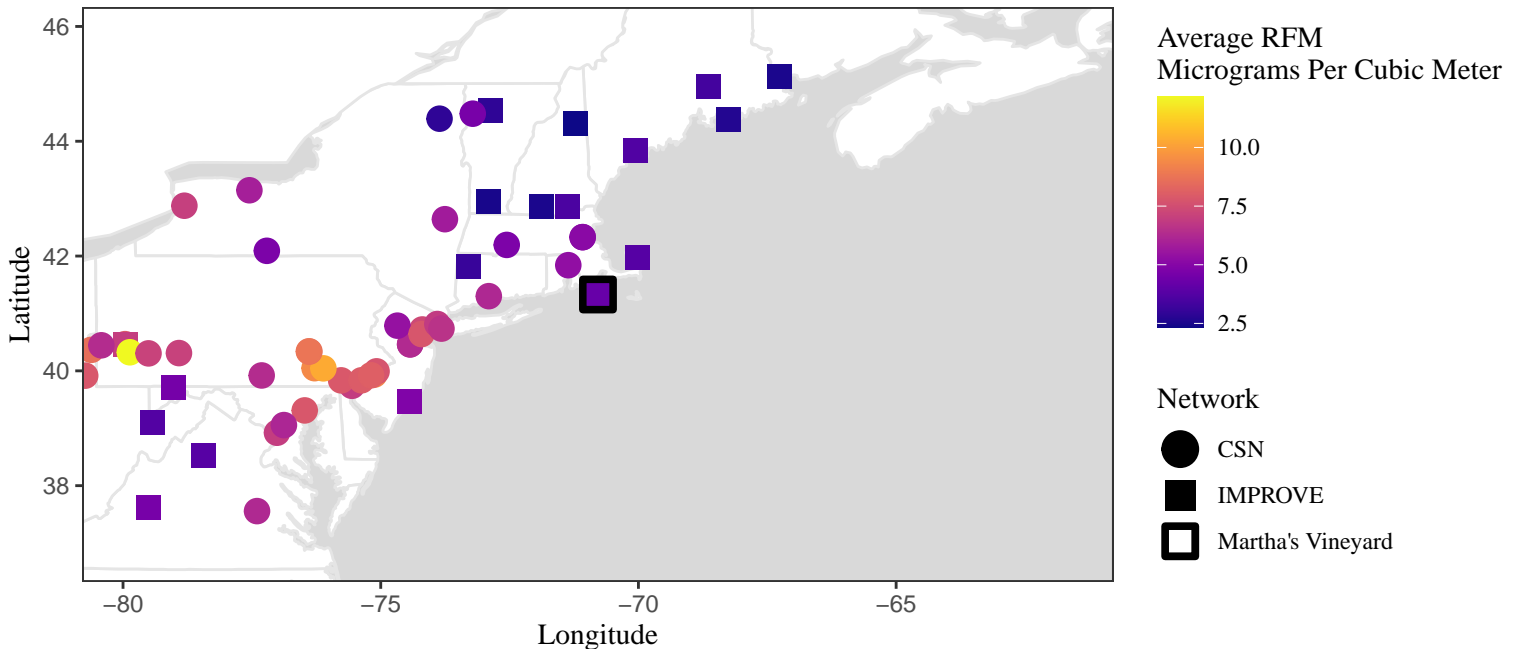 46
44
42
40
38
Latitude
−80
−75
−70
−65
Longitude
Average RFM
Micrograms Per Cubic Meter
10.0
7.5
5.0
2.5
Network
CSN
IMPROVE
Martha's Vineyard